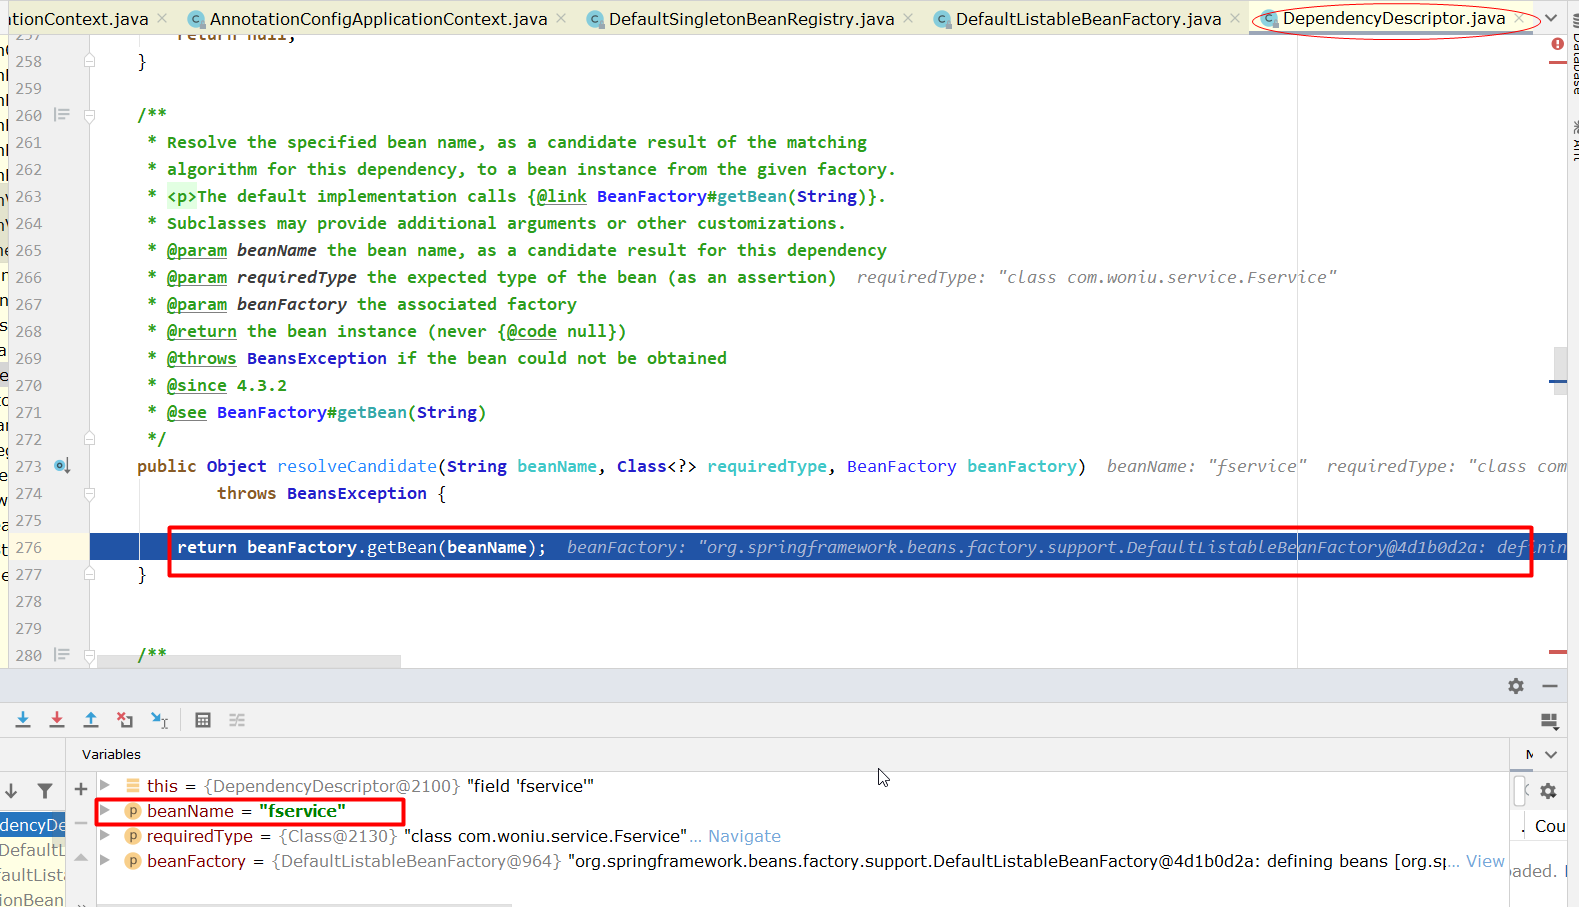 ationContext.java
AnnotationConfigApplicationContext.java
DefaultSingletonBeanRegistry.java
DefaultListableBeanFactory.java
DependencyDescriptor.java
257 return null;
258 }
259
260 /**
261 * Resolve the specified bean name, as a candidate result of the matching
262 * algorithm for this dependency, to a bean instance from the given factory.
263 * <p>The default implementation calls {@link BeanFactory#getBean(String)}.
264 * Subclasses may provide additional arguments or other customizations.
265 * @param beanName the bean name, as a candidate result for this dependency
266 * @param requiredType the expected type of the bean (as an assertion) requiredType: "class com.woniu.service.Fservice"
267 * @param beanFactory the associated factory
268 * @return the bean instance (never {@code null})
269 * @throws BeansException if the bean could not be obtained
270 * @since 4.3.2
271 * @see BeanFactory#getBean(String)
272 */
273 public Object resolveCandidate(String beanName, Class<?> requiredType, BeanFactory beanFactory) beanName: "fservice" requiredType: "class com
274 throws BeansException {
275
276 return beanFactory.getBean(beanName); beanFactory: "org.springframework.beans.factory.support.DefaultListableBeanFactory@4d1b0d2a: definin
277 }
278
279
280 /**
Database
Variables
this = {DependencyDescriptor@2100} "field 'fservice'"
beanName = "fservice"
requiredType = {Class@2130} "class com.woniu.service.Fservice"... Navigate
beanFactory = {DefaultListableBeanFactory@964} "org.springframework.beans.factory.support.DefaultListableBeanFactory@4d1b0d2a: defining beans [org.sp... View
dencyDe
DefaultL
aultLista
ionBean
Cou
aded.